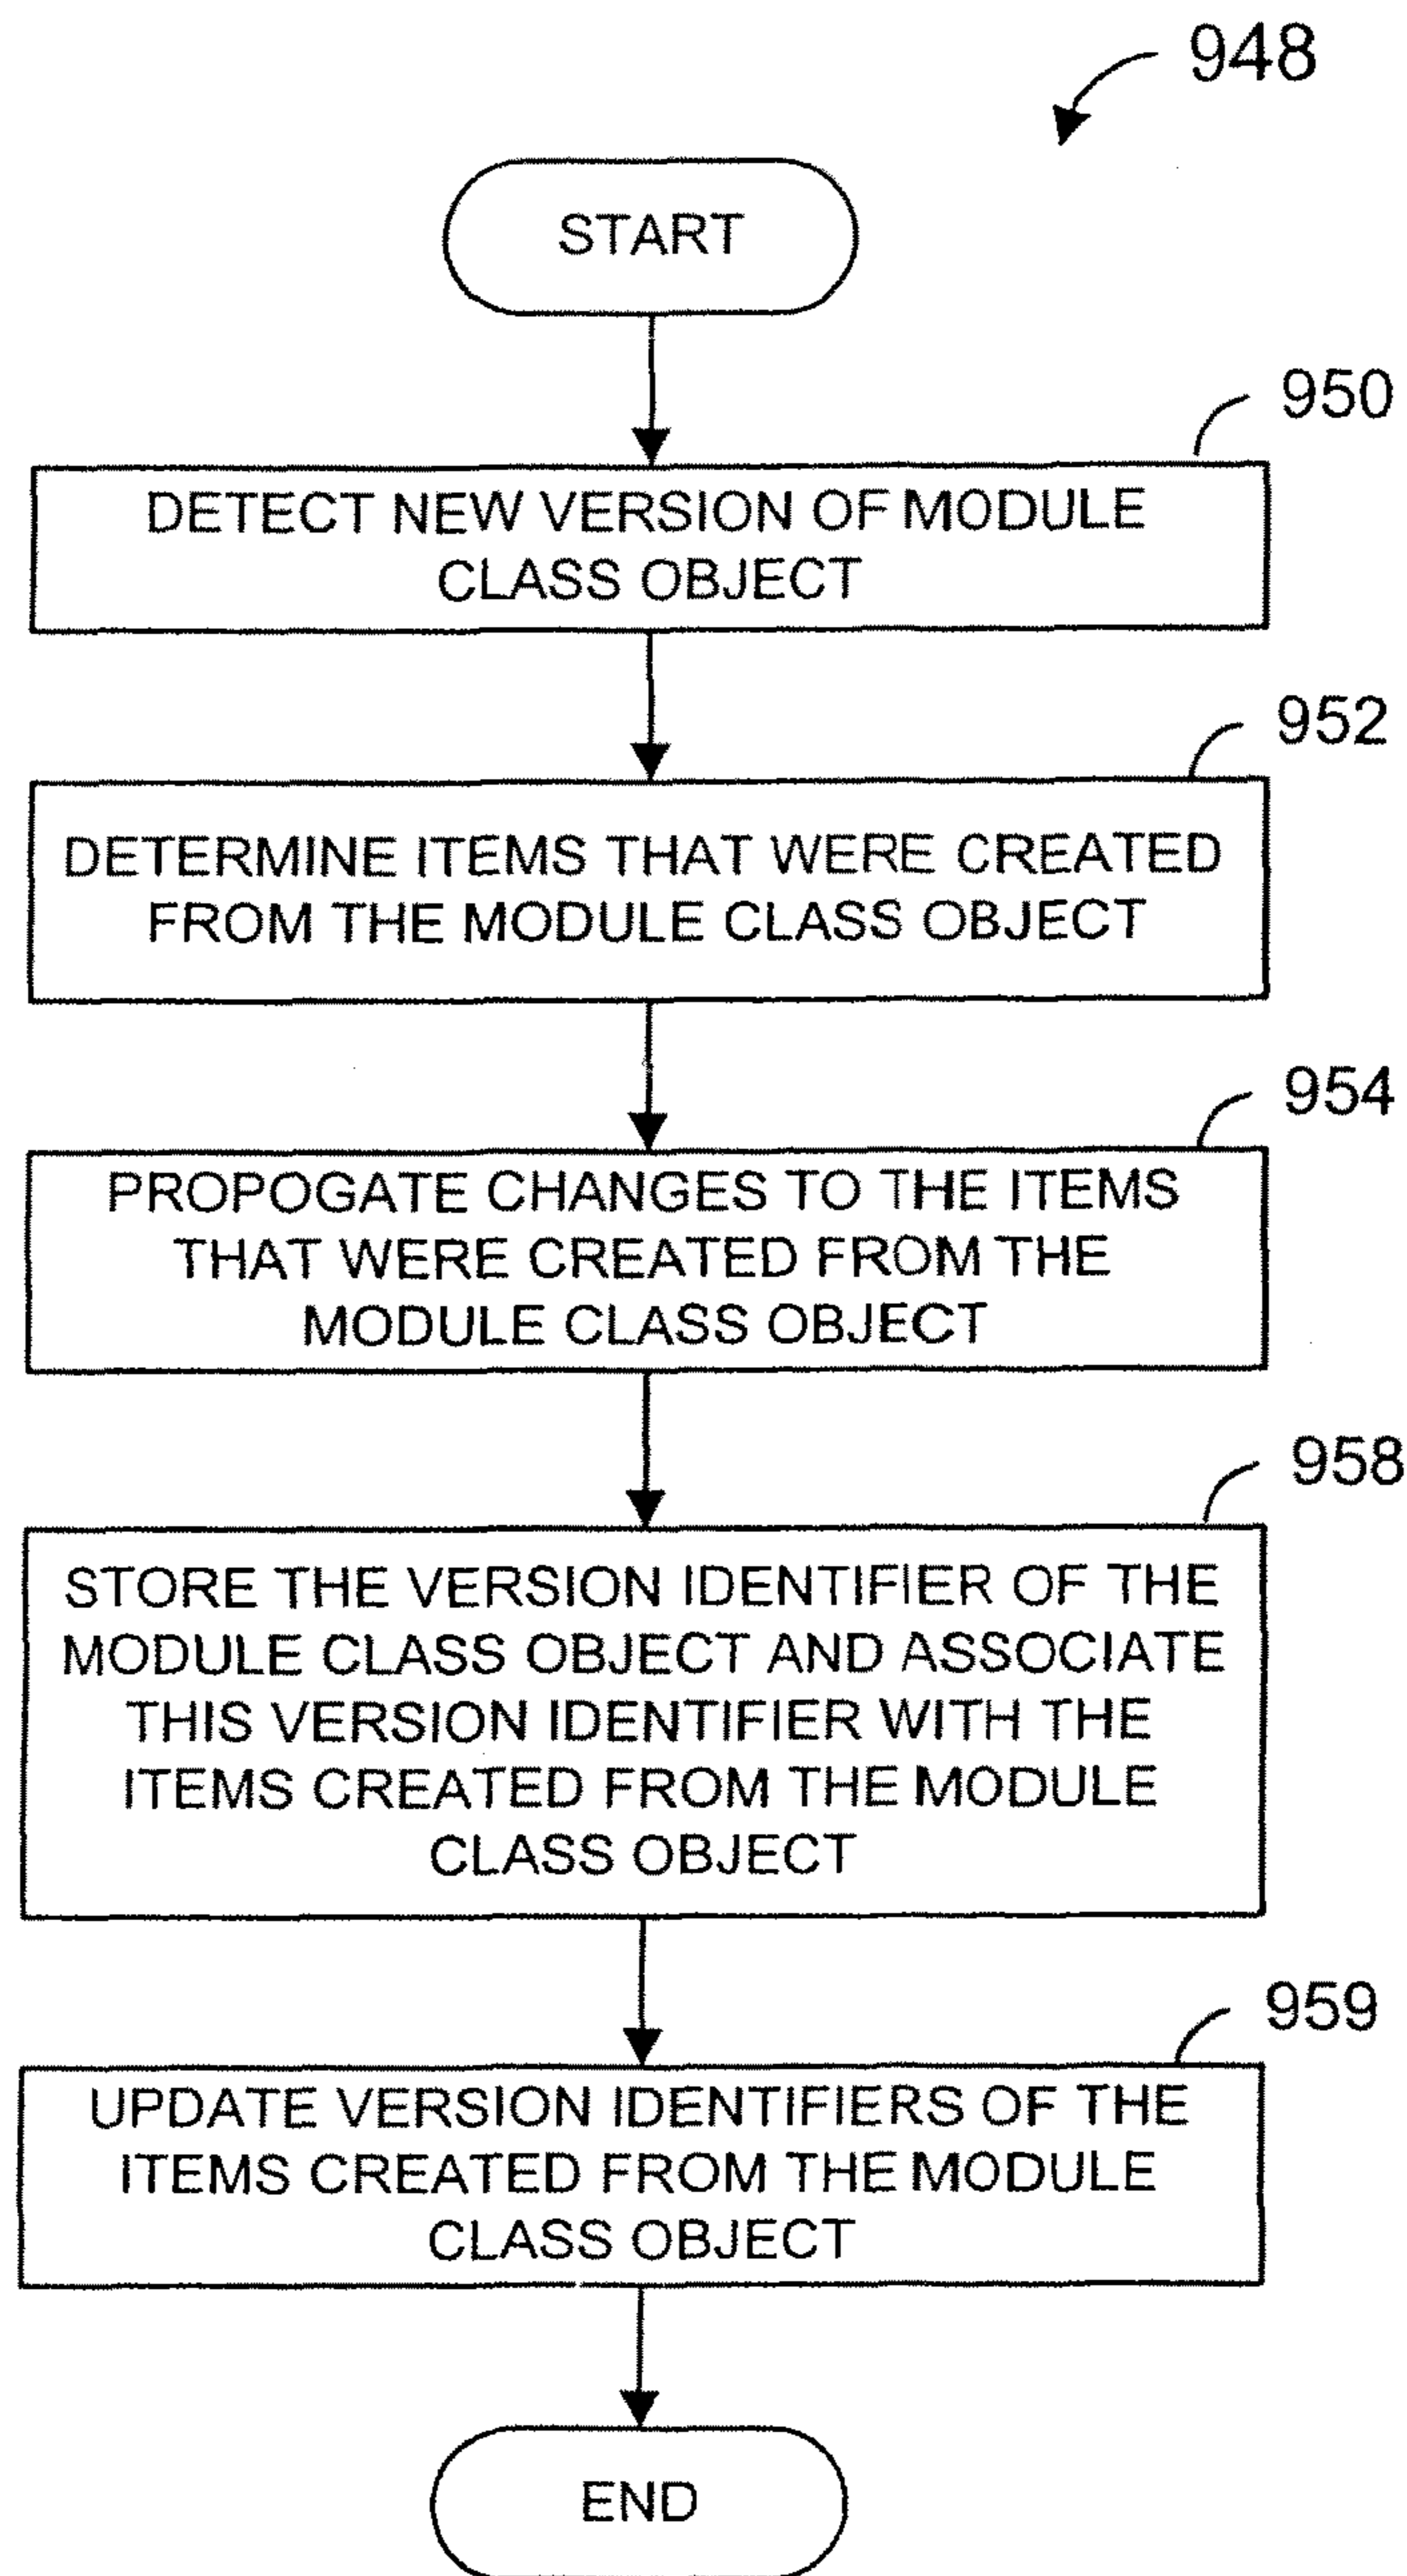 948
START
950
DETECT NEW VERSION OF MODULE
CLASS OBJECT
952
DETERMINE ITEMS THAT WERE CREATED
FROM THE MODULE CLASS OBJECT
954
PROPOGATE CHANGES TO THE ITEMS
THAT WERE CREATED FROM THE
MODULE CLASS OBJECT
958
STORE THE VERSION IDENTIFIER OF THE
MODULE CLASS OBJECT AND ASSOCIATE
THIS VERSION IDENTIFIER WITH THE
ITEMS CREATED FROM THE MODULE
CLASS OBJECT
959
UPDATE VERSION IDENTIFIERS OF THE
ITEMS CREATED FROM THE MODULE
CLASS OBJECT
END